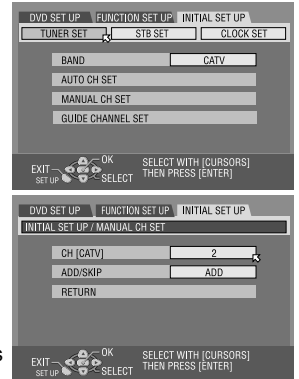 DVD SET UP FUNCTION SET UP INITIAL SET UP
TUNER SET STB SET CLOCK SET
BAND CATV
AUTO CH SET
MANUAL CH SET
GUIDE CHANNEL SET
OK
EXIT
SET UP SELECT
SELECT WITH [CURSORS]
THEN PRESS [ENTER]
DVD SET UP FUNCTION SET UP INITIAL SET UP
INITIAL SET UP / MANUAL CH SET
CH [CATV] 2
ADD/SKIP ADD
RETURN
s
OK
EXIT
SET UP SELECT
SELECT WITH [CURSORS]
THEN PRESS [ENTER]